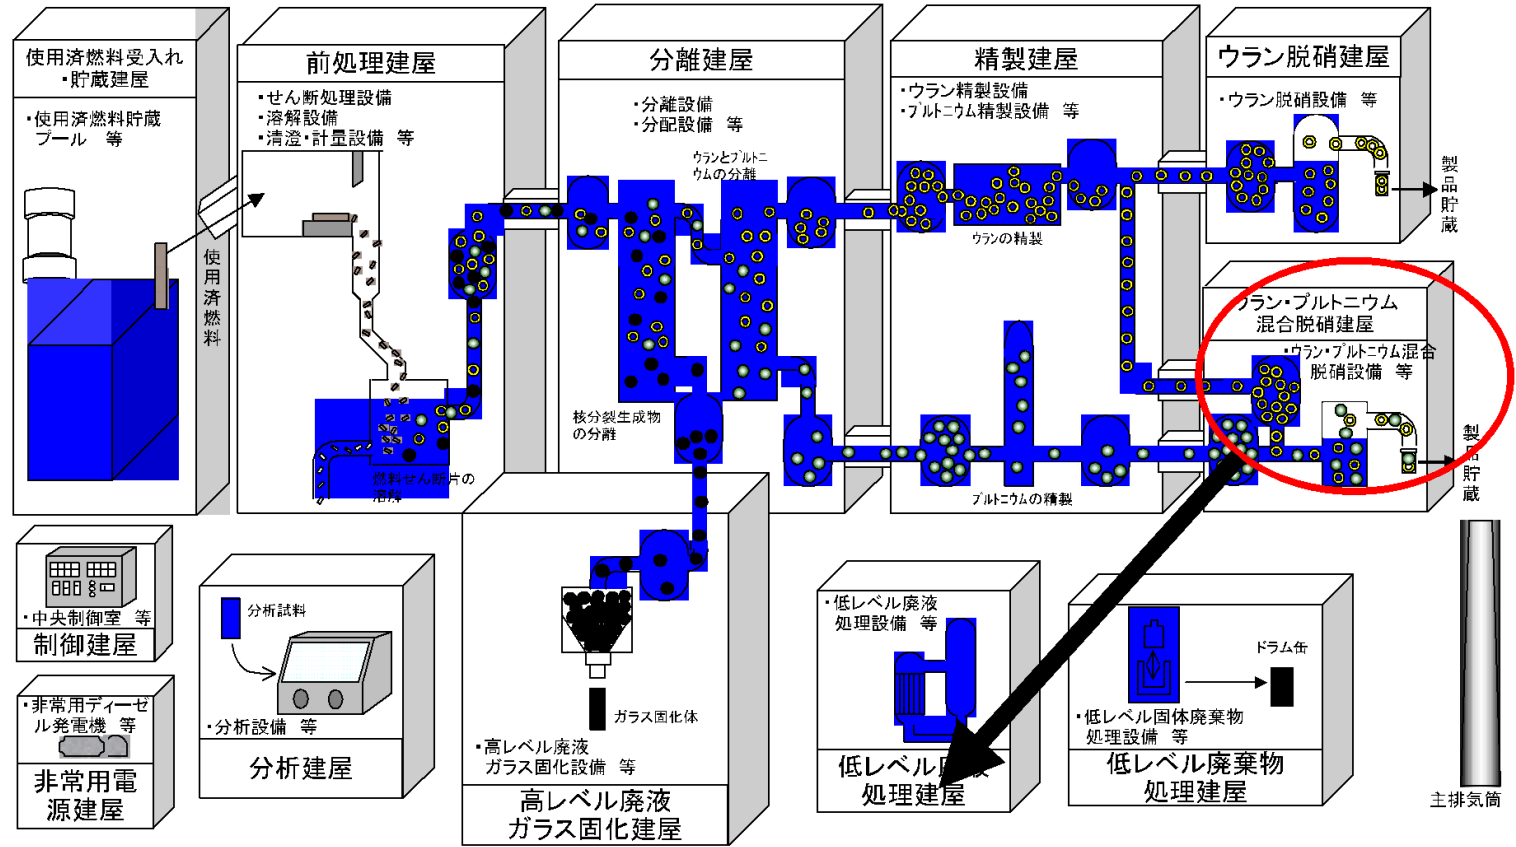 使用済燃料受入れ
・貯蔵建屋
・使用済燃料貯蔵
プール　等
使用済燃料
前処理建屋
・せん断処理設備
・溶解設備
・清澄・計量設備　等
燃料せん断片の
溶解
分離建屋
・分離設備
・分配設備　等
ウランとプルトニ
ウムの分離
核分裂生成物
の分離
精製建屋
・ウラン精製設備
・プルトニウム精製設備　等
ウランの精製
プルトニウムの精製
ウラン脱硝建屋
・ウラン脱硝設備　等
製品貯蔵
ウラン・プルトニウム
混合脱硝建屋
・ウラン・プルトニウム混合
脱硝設備　等
製品貯蔵
・中央制御室　等
制御建屋
・非常用ディーゼ
ル発電機　等
非常用電
源建屋
分析試料
・分析設備　等
分析建屋
ガラス固化体
・高レベル廃液
ガラス固化設備　等
高レベル廃液
ガラス固化建屋
・低レベル廃液
処理設備　等
低レベル廃液
処理建屋
ドラム缶
・低レベル固体廃棄物
処理設備　等
低レベル廃棄物
処理建屋
主排気筒